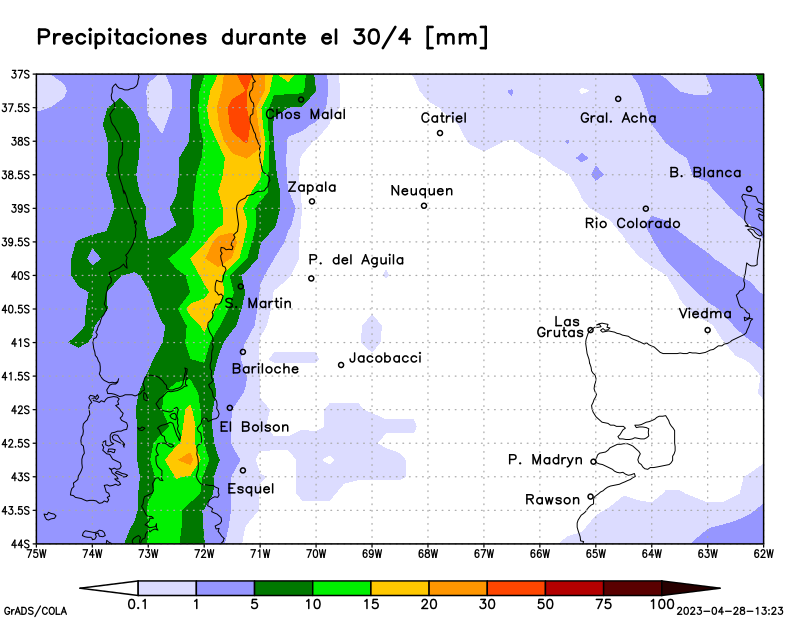 Precipitaciones durante el 30/4 [mm]
37S
37.5S
38S
38.5S
39S
39.5S
40S
40.5S
41S
41.5S
42S
42.5S
43S
43.5S
44S
Chos Malal
Catriel
Gral. Acha
B. Blanca
Zapala
Neuquen
Rio Colorado
P. del Aguila
S. Martin
Las
Grutas
Viedma
Bariloche
Jacobacci
El Bolson
P. Madryn
Esquel
Rawson
75W 74W 73W 72W 71W 70W 69W 68W 67W 66W 65W 64W 63W 62W
0.1 1 5 10 15 20 30 50 75 100
GrADS/COLA
2023-04-28-13:23